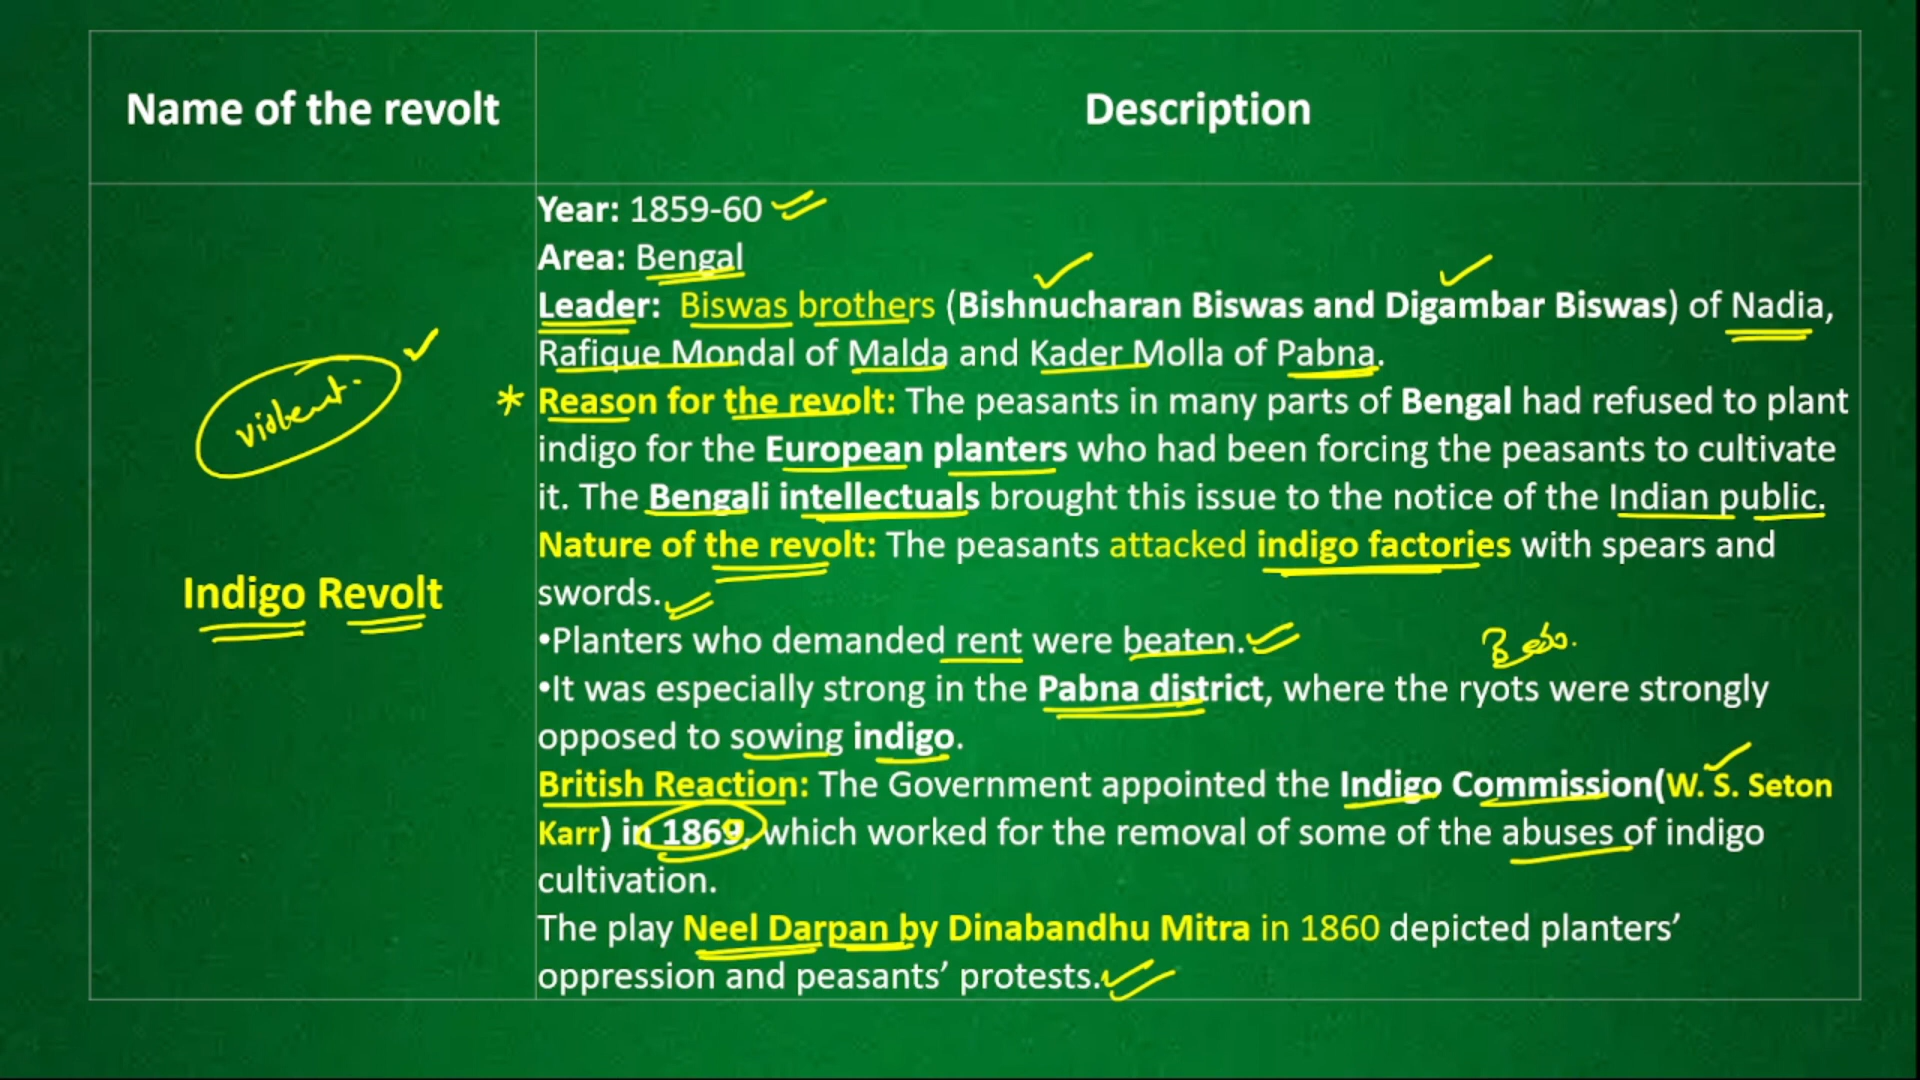 Name of the revolt
Description
Year: 1859-60
Area: Bengal
Leader: Biswas brothers (Bishnucharan Biswas and Digambar Biswas) of Nadia,
Rafique Mondal of Malda and Kader Molla of Pabna.
violent.
* Reason for the revolt: The peasants in many parts of Bengal had refused to plant
indigo for the European planters who had been forcing the peasants to cultivate
it. The Bengali intellectuals brought this issue to the notice of the Indian public.
Nature of the revolt: The peasants attacked indigo factories with spears and
swords.
Indigo Revolt
•Planters who demanded rent were beaten.
•It was especially strong in the Pabna district, where the ryots were strongly
opposed to sowing indigo.
British Reaction: The Government appointed the Indigo Commission(W. S. Seton
Karr) in 1869, which worked for the removal of some of the abuses of indigo
cultivation.
The play Neel Darpan by Dinabandhu Mitra in 1860 depicted planters’
oppression and peasants’ protests.